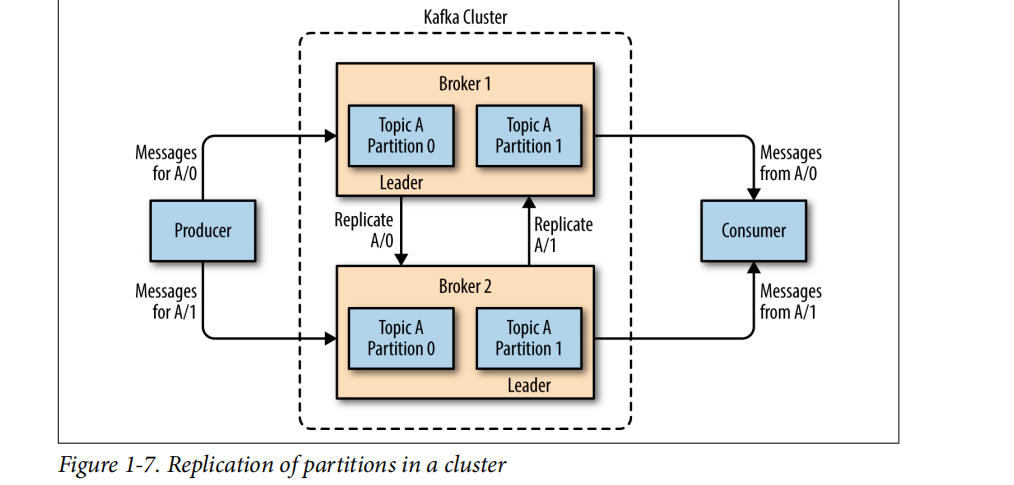 Kafka Cluster
Broker 1
Topic A
Partition 0
Topic A
Partition 1
Leader
Messages
for A/0
Messages
from A/0
Replicate
A/0
Replicate
A/1
Producer
Consumer
Messages
for A/1
Messages
from A/1
Broker 2
Topic A
Partition 0
Topic A
Partition 1
Leader
Figure 1-7. Replication of partitions in a cluster